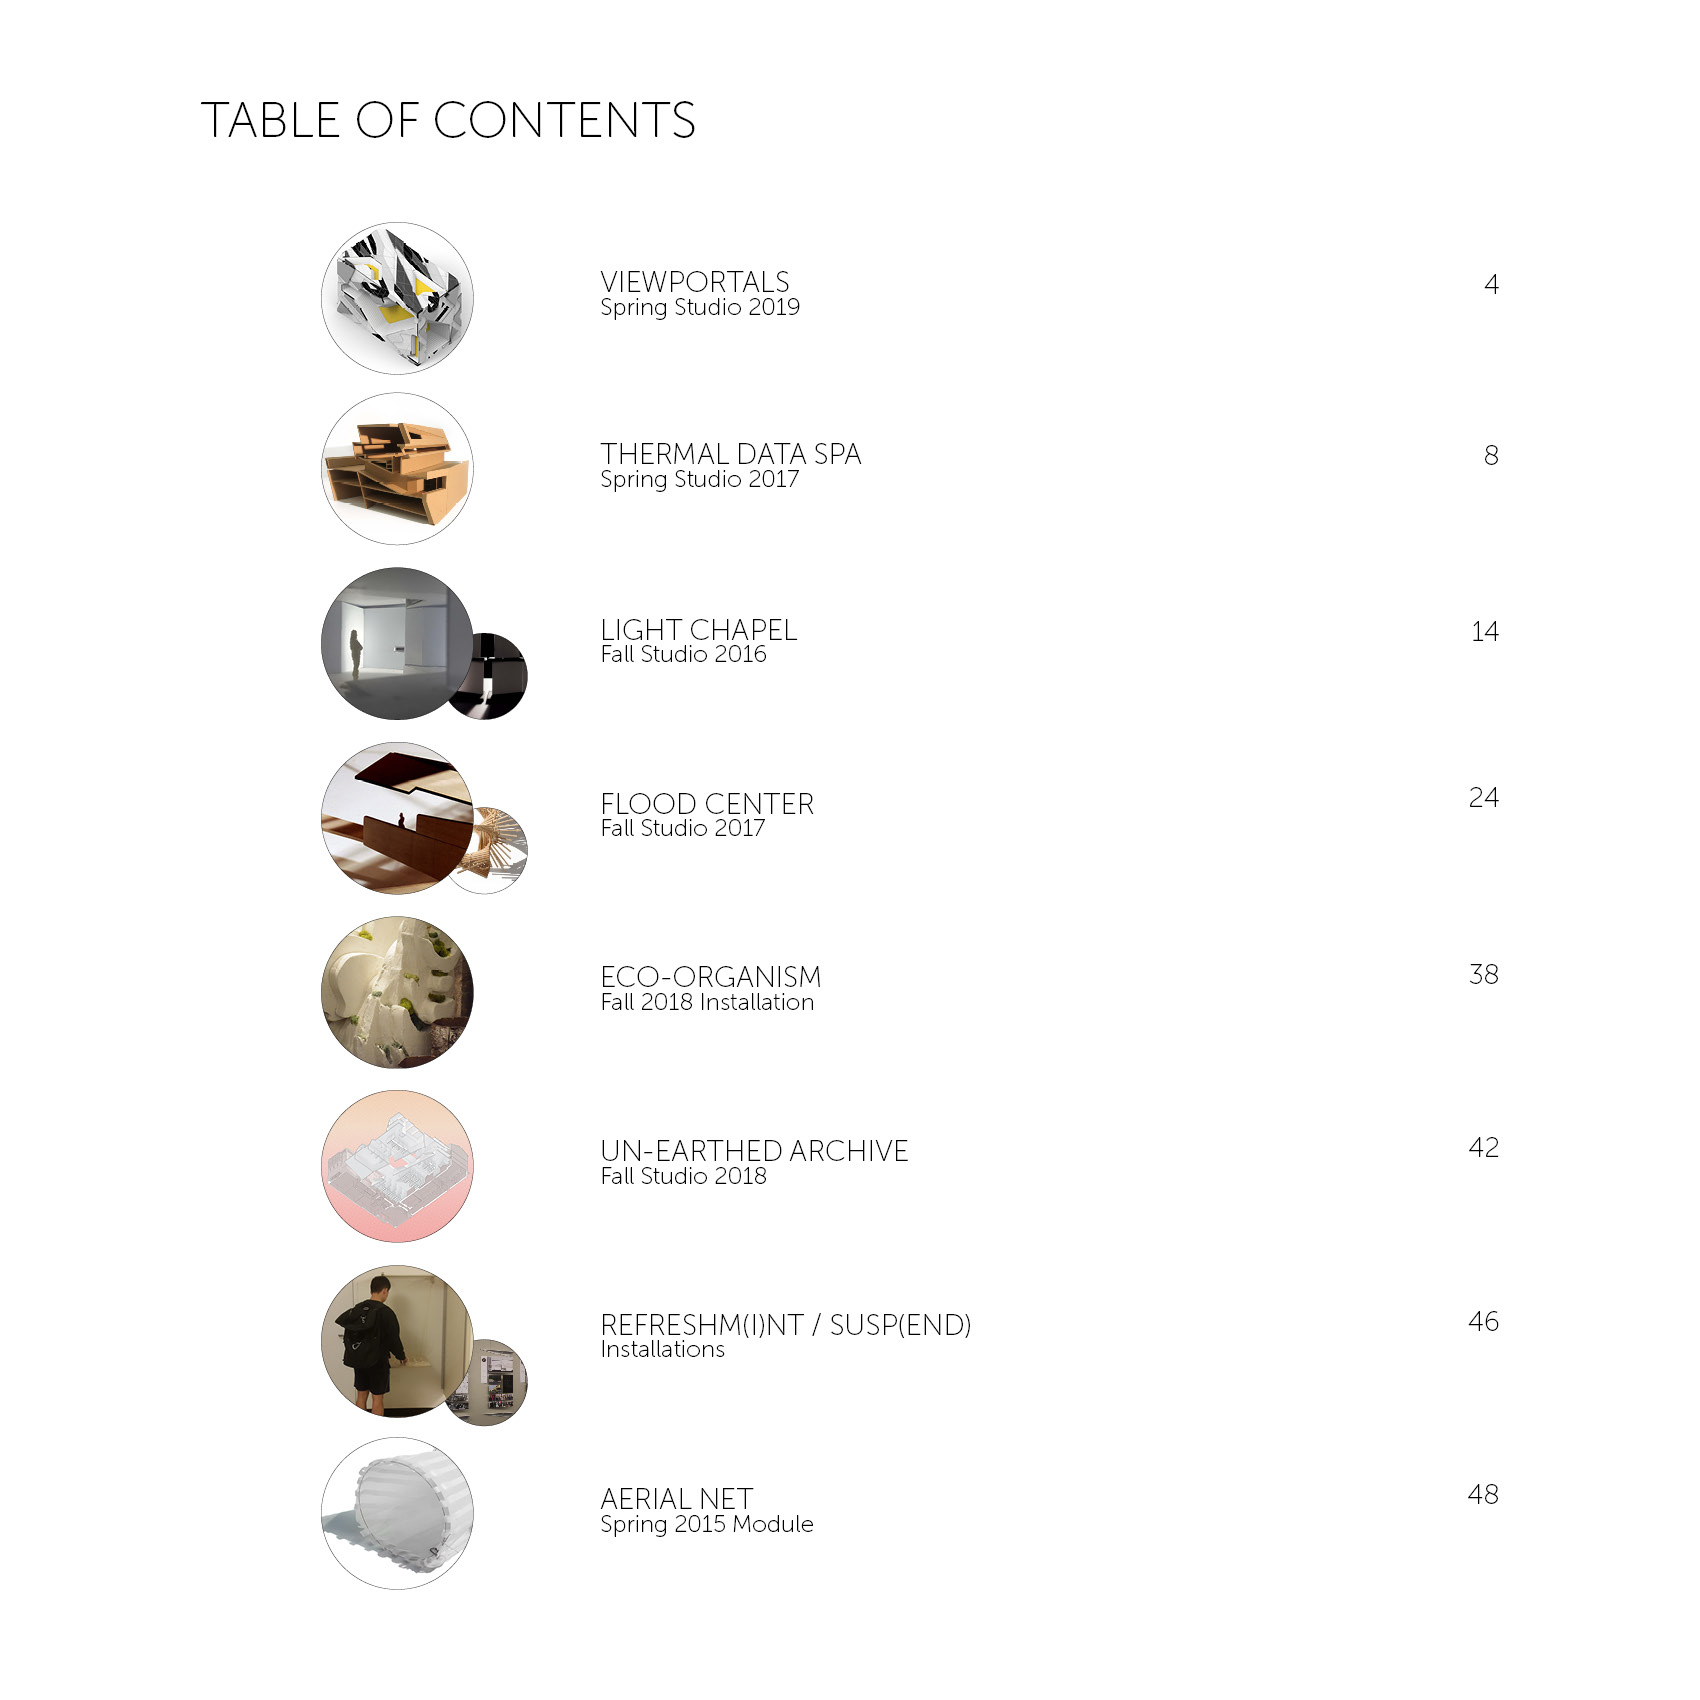 TABLE OF CONTENTS
VIEWPORTALS 4
Spring Studio 2019
THERMAL DATA SPA 8
Spring Studio 2017
LIGHT CHAPEL 14
Fall Studio 2016
FLOOD CENTER 24
Fall Studio 2017
ECO-ORGANISM 38
Fall 2018 Installation
UN-EARTHED ARCHIVE 42
Fall Studio 2018
REFRESHM(I)NT / SUSP(END) 46
Installations
AERIAL NET 48
Spring 2015 Module